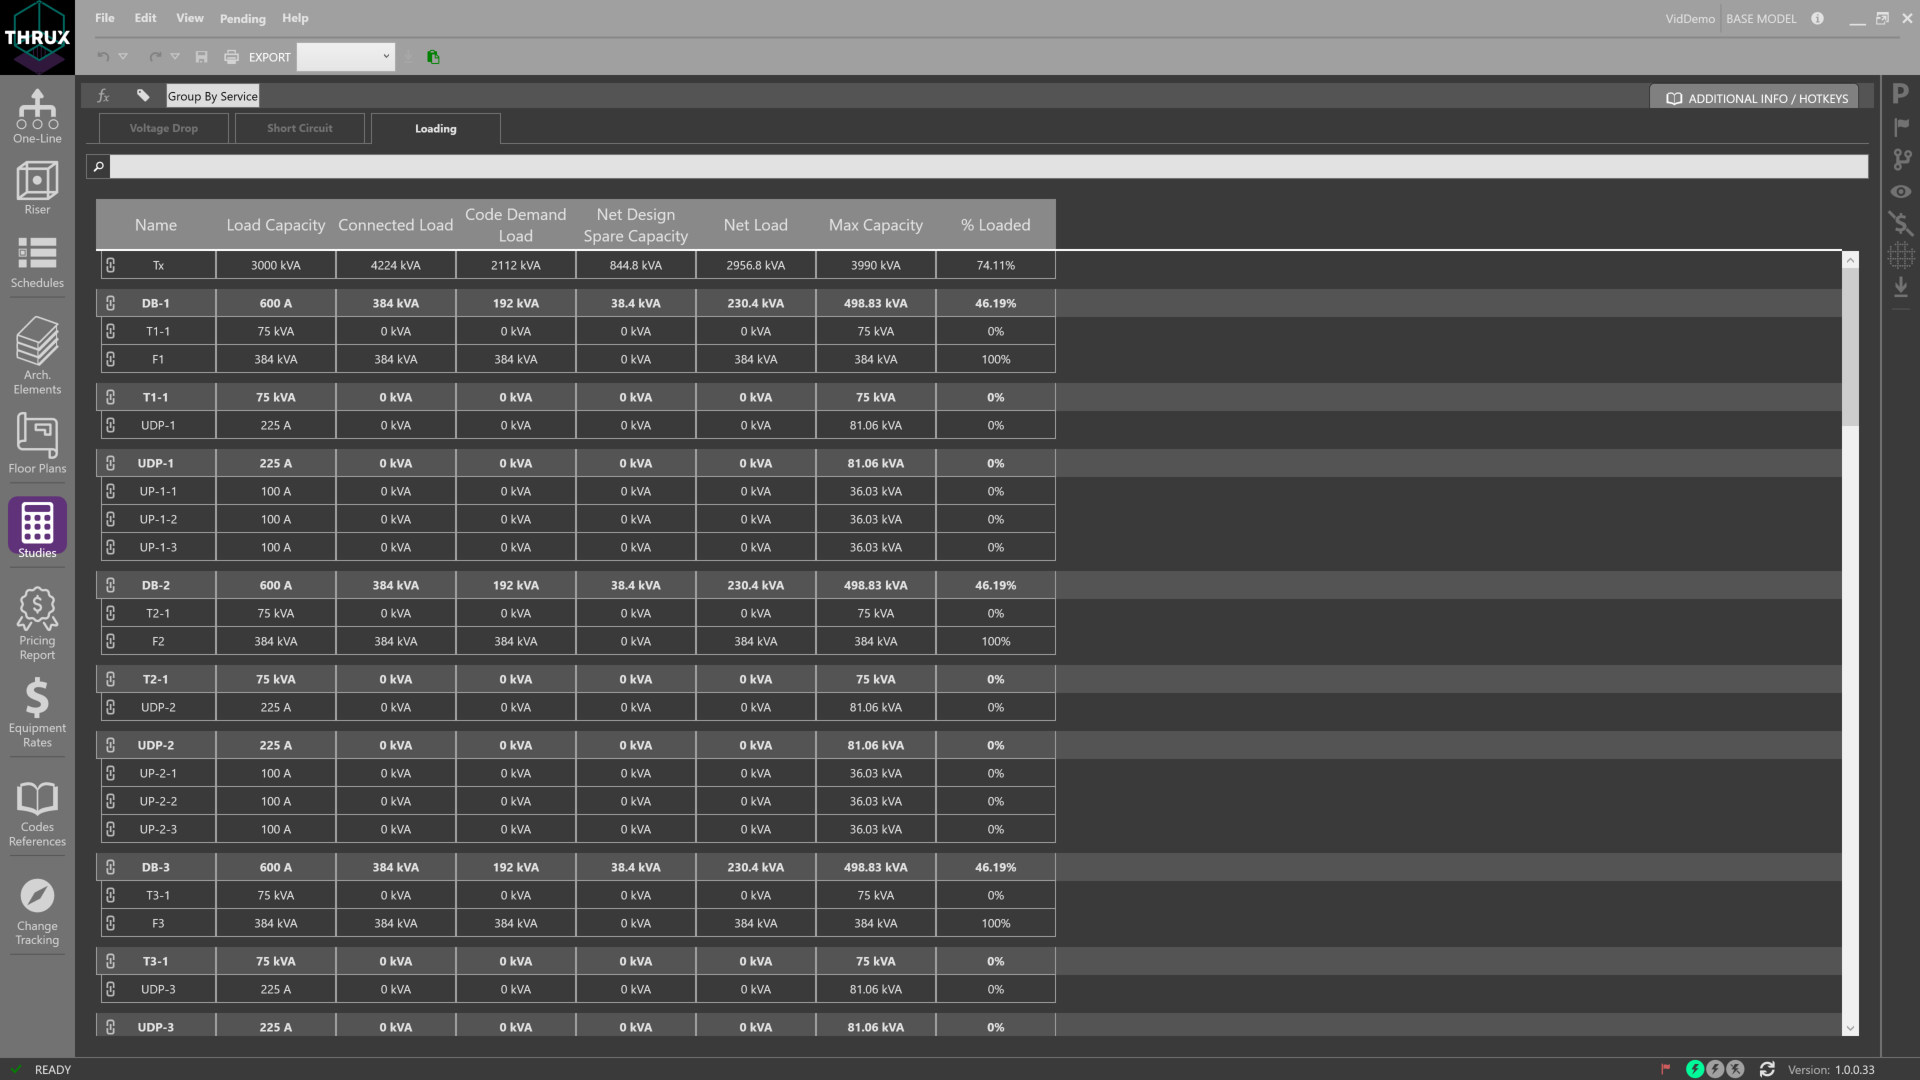 THRUX
File Edit View Pending Help
VidDemo BASE MODEL
EXPORT
fx Group By Service
ADDITIONAL INFO / HOTKEYS
Voltage Drop Short Circuit Loading
One-Line
Riser
Schedules
Arch.
Elements
Floor Plans
Studies
Pricing
Report
Equipment
Rates
Codes
References
Change
Tracking
P
Name Load Capacity Connected Load Code Demand Load Net Design Spare Capacity Net Load Max Capacity % Loaded
Tx 3000 kVA 4224 kVA 2112 kVA 844.8 kVA 2956.8 kVA 3990 kVA 74.11%
DB-1 600 A 384 kVA 192 kVA 38.4 kVA 230.4 kVA 498.83 kVA 46.19%
T1-1 75 kVA 0 kVA 0 kVA 0 kVA 0 kVA 75 kVA 0%
F1 384 kVA 384 kVA 384 kVA 0 kVA 384 kVA 384 kVA 100%
T1-1 75 kVA 0 kVA 0 kVA 0 kVA 0 kVA 75 kVA 0%
UDP-1 225 A 0 kVA 0 kVA 0 kVA 0 kVA 81.06 kVA 0%
UDP-1 225 A 0 kVA 0 kVA 0 kVA 0 kVA 81.06 kVA 0%
UP-1-1 100 A 0 kVA 0 kVA 0 kVA 0 kVA 36.03 kVA 0%
UP-1-2 100 A 0 kVA 0 kVA 0 kVA 0 kVA 36.03 kVA 0%
UP-1-3 100 A 0 kVA 0 kVA 0 kVA 0 kVA 36.03 kVA 0%
DB-2 600 A 384 kVA 192 kVA 38.4 kVA 230.4 kVA 498.83 kVA 46.19%
T2-1 75 kVA 0 kVA 0 kVA 0 kVA 0 kVA 75 kVA 0%
F2 384 kVA 384 kVA 384 kVA 0 kVA 384 kVA 384 kVA 100%
T2-1 75 kVA 0 kVA 0 kVA 0 kVA 0 kVA 75 kVA 0%
UDP-2 225 A 0 kVA 0 kVA 0 kVA 0 kVA 81.06 kVA 0%
UDP-2 225 A 0 kVA 0 kVA 0 kVA 0 kVA 81.06 kVA 0%
UP-2-1 100 A 0 kVA 0 kVA 0 kVA 0 kVA 36.03 kVA 0%
UP-2-2 100 A 0 kVA 0 kVA 0 kVA 0 kVA 36.03 kVA 0%
UP-2-3 100 A 0 kVA 0 kVA 0 kVA 0 kVA 36.03 kVA 0%
DB-3 600 A 384 kVA 192 kVA 38.4 kVA 230.4 kVA 498.83 kVA 46.19%
T3-1 75 kVA 0 kVA 0 kVA 0 kVA 0 kVA 75 kVA 0%
F3 384 kVA 384 kVA 384 kVA 0 kVA 384 kVA 384 kVA 100%
T3-1 75 kVA 0 kVA 0 kVA 0 kVA 0 kVA 75 kVA 0%
UDP-3 225 A 0 kVA 0 kVA 0 kVA 0 kVA 81.06 kVA 0%
UDP-3 225 A 0 kVA 0 kVA 0 kVA 0 kVA 81.06 kVA 0%
READY
Version: 1.0.0.33